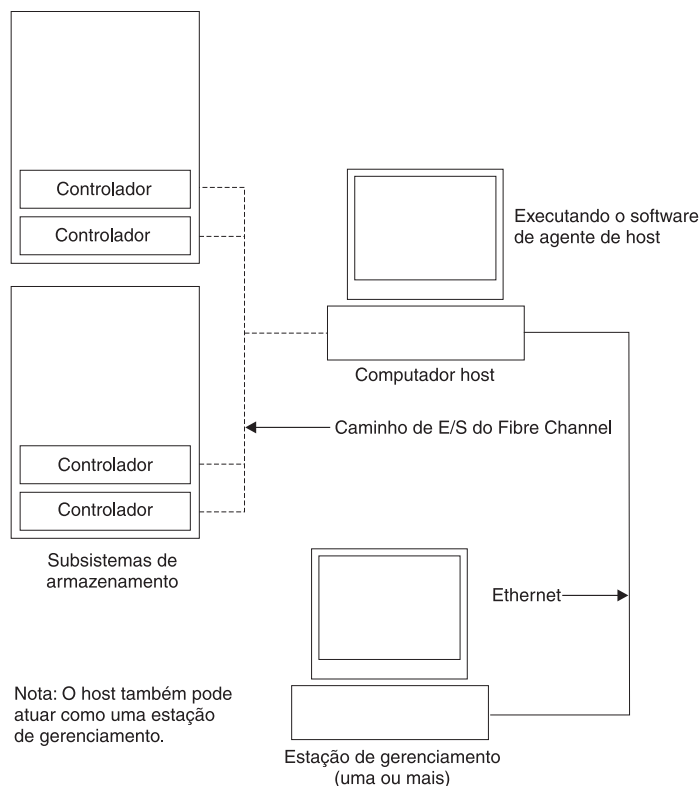 Controlador
Controlador
Executando o software
de agente de host
Computador host
Caminho de E/S do Fibre Channel
Controlador
Controlador
Subsistemas de
armazenamento
Ethernet
Nota: O host também pode
atuar como uma estação
de gerenciamento.
Estação de gerenciamento
(uma ou mais)